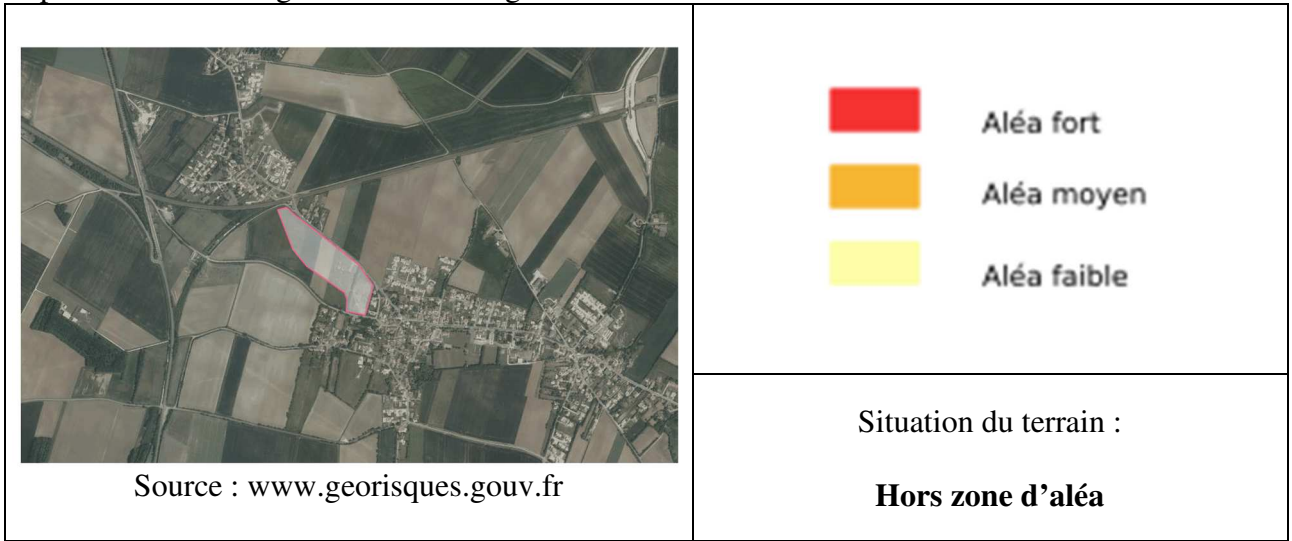 Aléa fort
Aléa moyen
Aléa faible
Source : www.georisques.gouv.fr
Situation du terrain :
Hors zone d'aléa